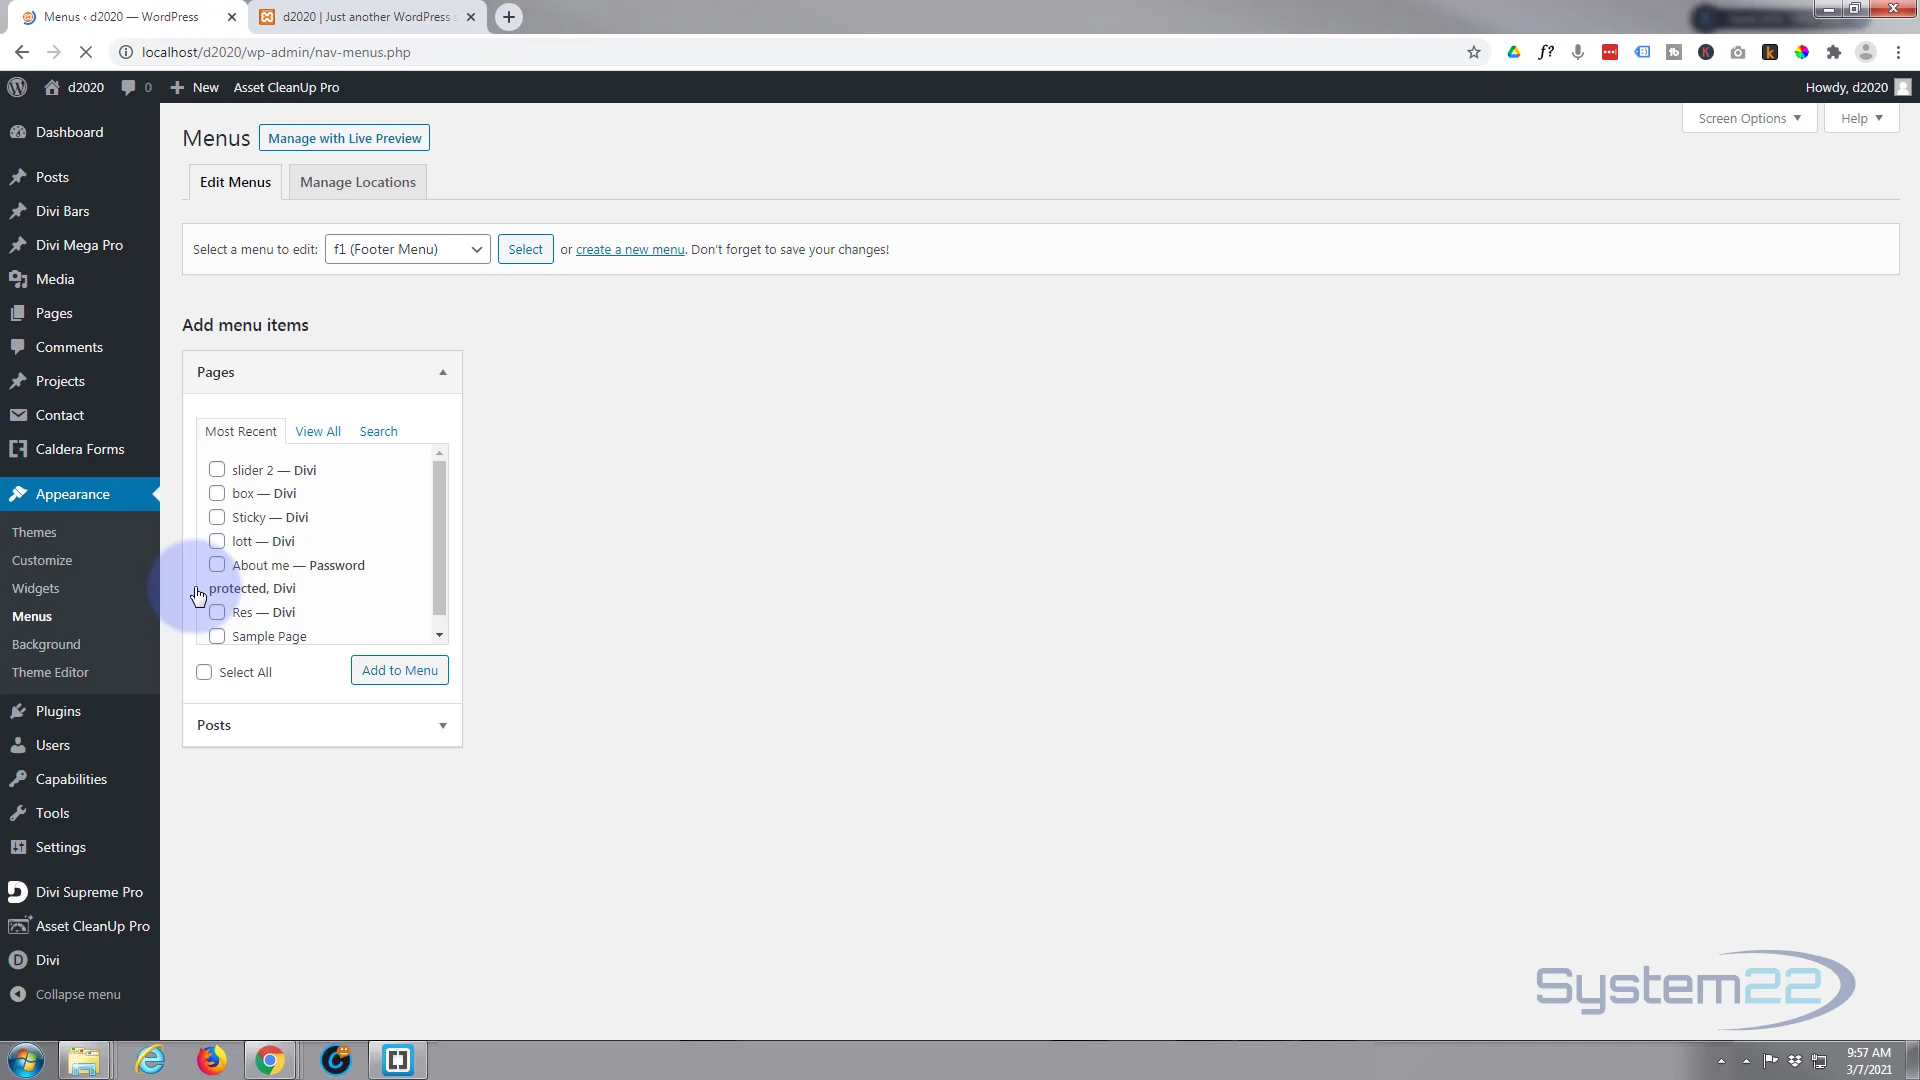 Menus ‹ d2020 — WordPress
d2020 | Just another WordPress s
localhost/d2020/wp-admin/nav-menus.php
d2020
0
New
Asset CleanUp Pro
Howdy, d2020
Dashboard
Posts
Divi Bars
Divi Mega Pro
Media
Pages
Comments
Projects
Contact
Caldera Forms
Appearance
Themes
Customize
Widgets
Menus
Background
Theme Editor
Plugins
Users
Capabilities
Tools
Settings
Divi Supreme Pro
Asset CleanUp Pro
Divi
Collapse menu
Screen Options
Help
Menus
Manage with Live Preview
Edit Menus
Manage Locations
Select a menu to edit: f1 (Footer Menu) Select or create a new menu. Don't forget to save your changes!
Add menu items
Pages
Most Recent
View All
Search
slider 2 — Divi
box — Divi
Sticky — Divi
lott — Divi
About me — Password
protected, Divi
Res — Divi
Sample Page
Select All
Add to Menu
Posts
System22
9:57 AM
3/7/2021